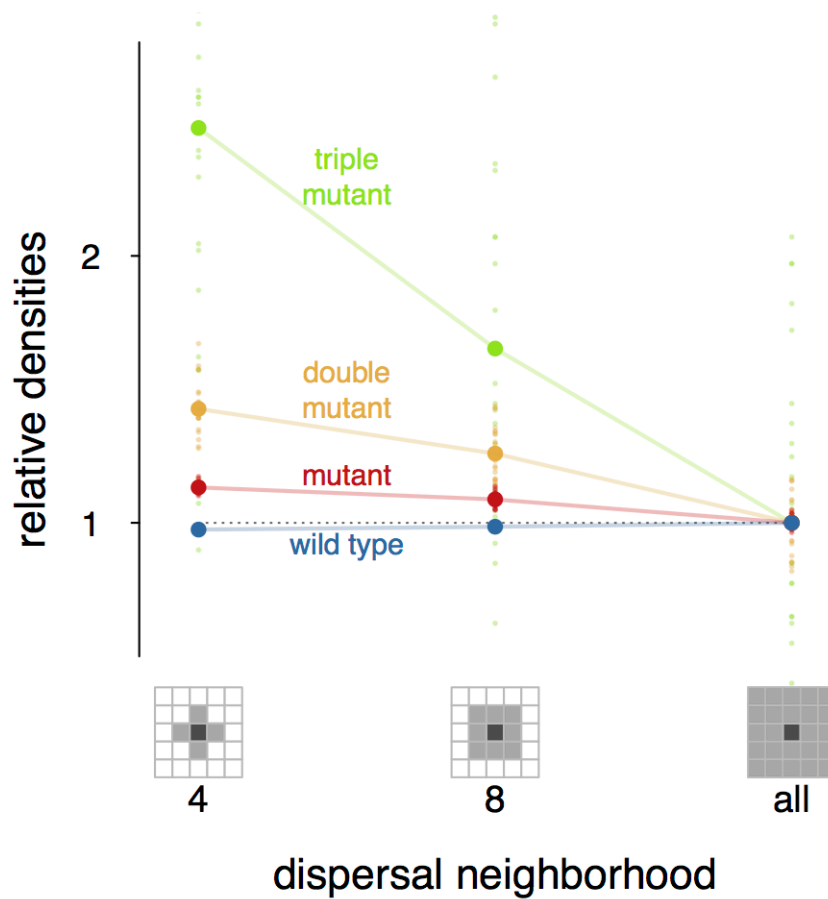 relative densities
2
1
triple
mutant
double
mutant
mutant
wild type
4
8
all
dispersal neighborhood